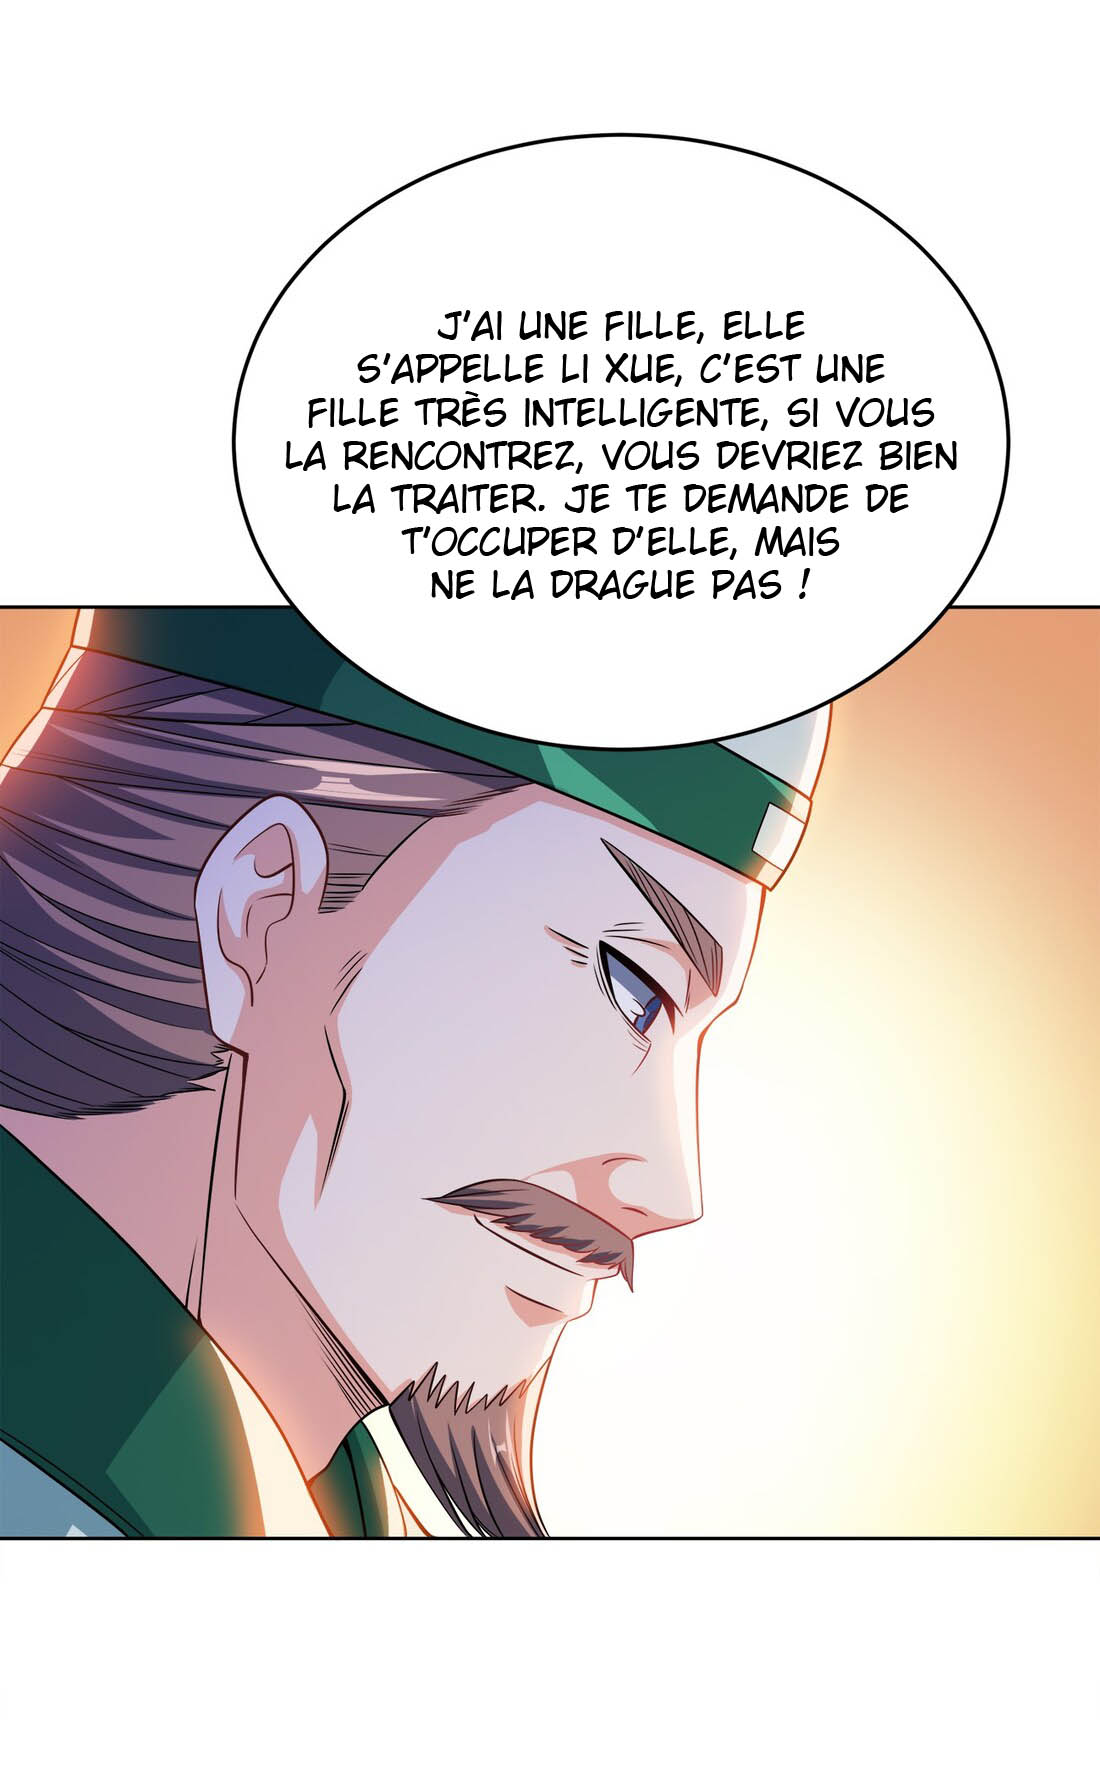 J'AI UNE FILLE, ELLE
S'APPELLE LI XUE, C'EST UNE
FILLE TRÈS INTELLIGENTE, SI VOUS
LA RENCONTREZ, VOUS DEVRIEZ BIEN
LA TRAITER. JE TE DEMANDE DE
T'OCCUPER D'ELLE, MAIS
NE LA DRAGUE PAS !